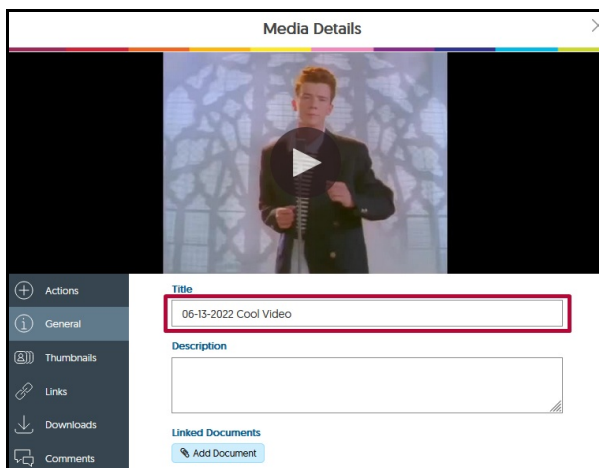 Media Details
Actions
General
Thumbnails
Links
Downloads
Comments
Title
06-13-2022 Cool Video
Description
Linked Documents
Add Document